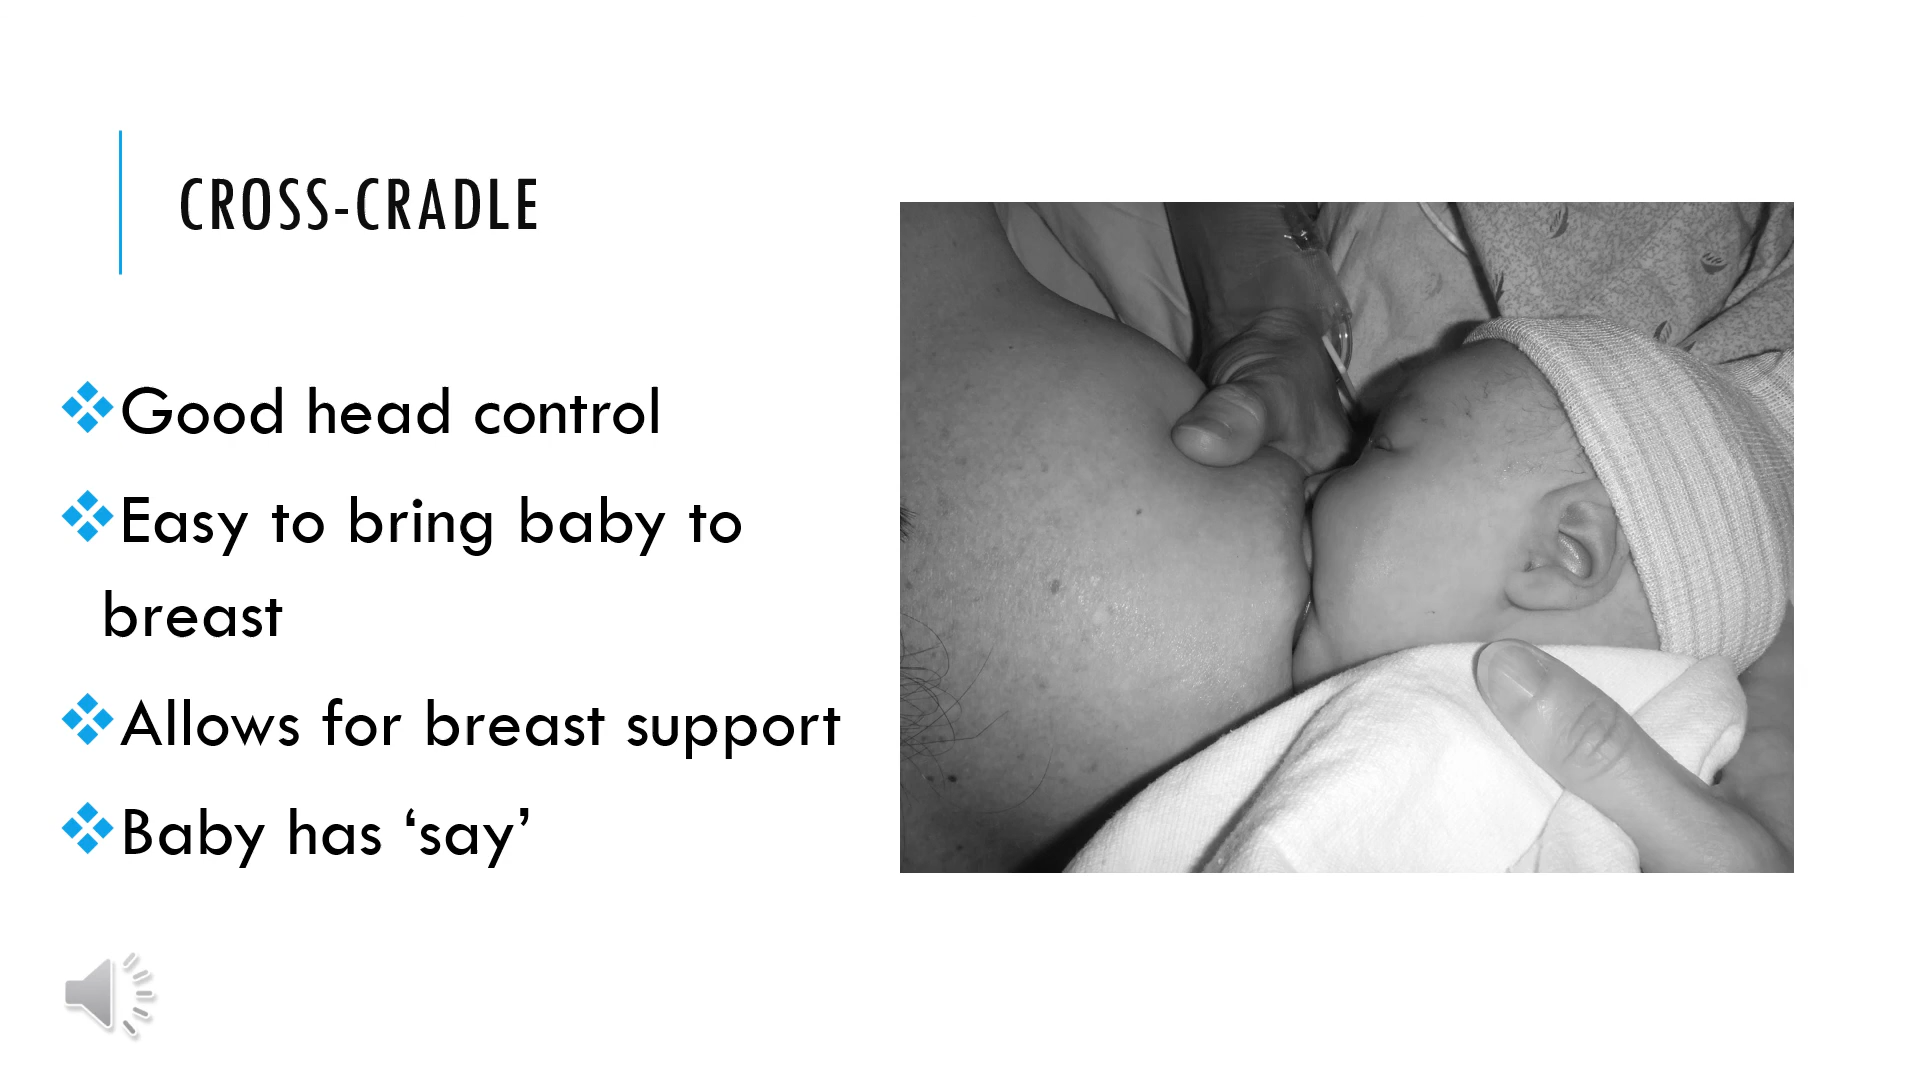 CROSS-CRADLE
Good head control
Easy to bring baby to
breast
Allows for breast support
Baby has ‘say’